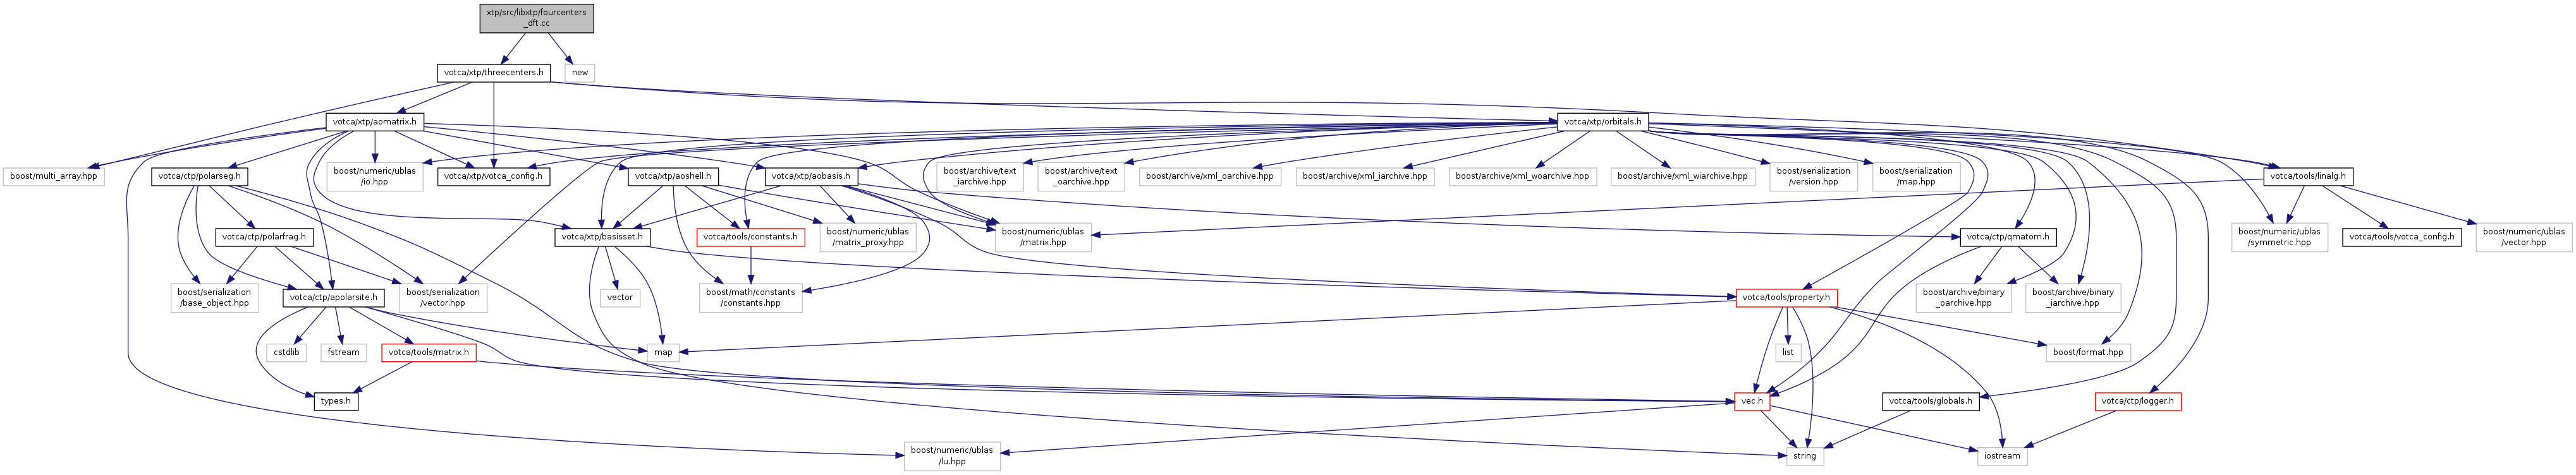 xtp/src/libxtp/fourcenters
_dft.cc
votca/xtp/threecenters.h
new
votca/xtp/aomatrix.h
votca/xtp/orbitals.h
boost/multi_array.hpp
votca/ctp/polarseg.h
boost/numeric/ublas
/io.hpp
votca/xtp/votca_config.h
votca/xtp/aoshell.h
votca/xtp/aobasis.h
boost/archive/text
_iarchive.hpp
boost/archive/text
_oarchive.hpp
boost/archive/xml_oarchive.hpp
boost/archive/xml_iarchive.hpp
boost/archive/xml_woarchive.hpp
boost/archive/xml_wiarchive.hpp
boost/serialization
/version.hpp
boost/serialization
/map.hpp
votca/tools/linalg.h
votca/ctp/polarfrag.h
votca/xtp/basisset.h
votca/tools/constants.h
boost/numeric/ublas
/matrix_proxy.hpp
boost/numeric/ublas
/matrix.hpp
votca/ctp/qmatom.h
boost/numeric/ublas
/symmetric.hpp
votca/tools/votca_config.h
boost/numeric/ublas
/vector.hpp
boost/serialization
/base_object.hpp
votca/ctp/apolarsite.h
boost/serialization
/vector.hpp
vector
boost/math/constants
/constants.hpp
votca/tools/property.h
boost/archive/binary
_oarchive.hpp
boost/archive/binary
_iarchive.hpp
cstdlib
fstream
votca/tools/matrix.h
map
list
boost/format.hpp
types.h
vec.h
votca/tools/globals.h
votca/ctp/logger.h
boost/numeric/ublas
/lu.hpp
string
iostream